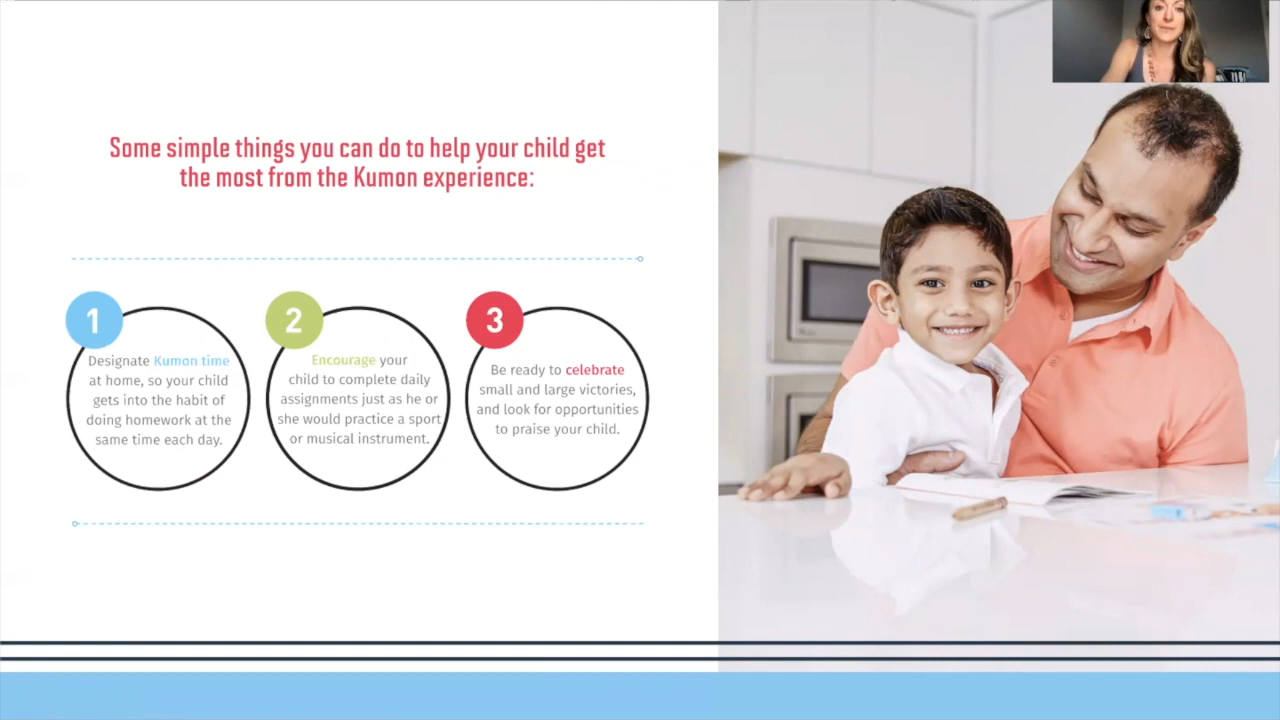 Some simple things you can do to help your child get
the most from the Kumon experience:
1
Designate Kumon time
at home, so your child
gets into the habit of
doing homework at the
same time each day.
2
Encourage your
child to complete daily
assignments just as he or
she would practice a sport
or musical instrument.
3
Be ready to celebrate
small and large victories,
and look for opportunities
to praise your child.